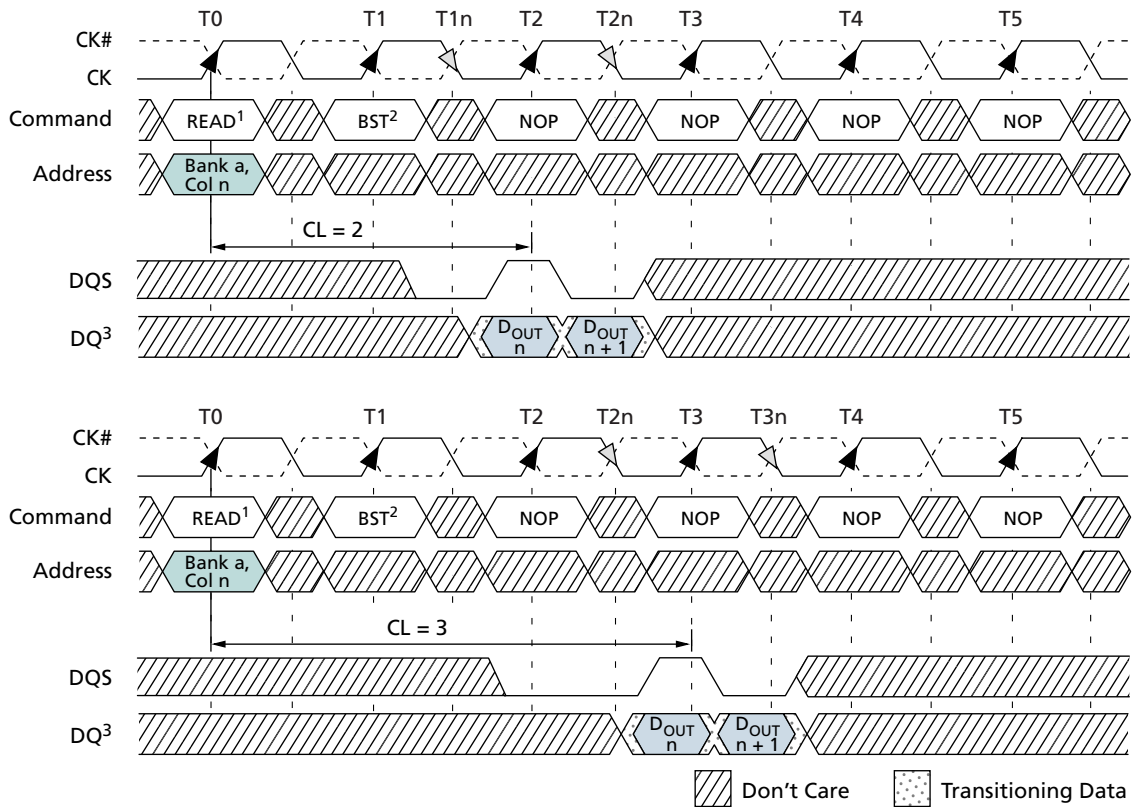 T0 T1 T1n T2 T2n T3 T4 T5
CK#
CK
Command READ¹ BST² NOP NOP NOP NOP
Address Bank a, Col n
CL = 2
DQS
DQ³ DOUT n DOUT n + 1
T0 T1 T2 T2n T3 T3n T4 T5
CK#
CK
Command READ¹ BST² NOP NOP NOP NOP
Address Bank a, Col n
CL = 3
DQS
DQ³ DOUT n DOUT n + 1
Don't Care Transitioning Data